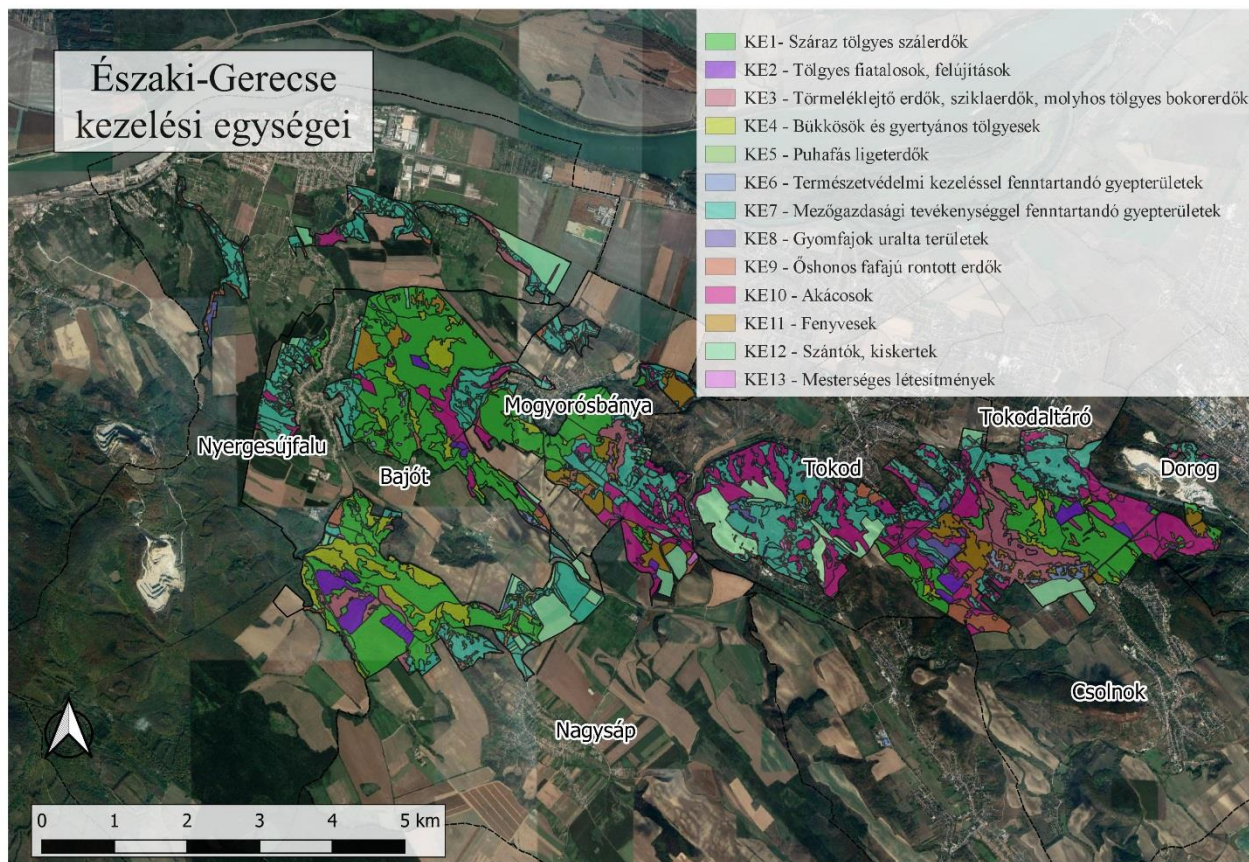 Északi-Gerecse
kezelési egységei
KE1- Száraz tölgyes szálerdők
KE2 - Tölgyes fiatalosok, felújítások
KE3 - Törmeléklejtő erdők, sziklaerdők, molyhos tölgyes bokorerdők
KE4 - Bükkösök és gyertyános tölgyesek
KE5 - Puhafás ligeterdők
KE6 - Természetvédelmi kezeléssel fenntartandó gyepterületek
KE7 - Mezőgazdasági tevékenységgel fenntartandó gyepterületek
KE8 - Gyomfajok uralta területek
KE9 - Őshonos fafajú rontott erdők
KE10 - Akácosok
KE11 - Fenyvesek
KE12 - Szántók, kiskertek
KE13 - Mesterséges létesítmények
Mogyorósbánya
Tokodaltáró
Nyergesújfalu
Bajót
Tokod
Dorog
Csolnok
Nagysáp
0 1 2 3 4 5 km